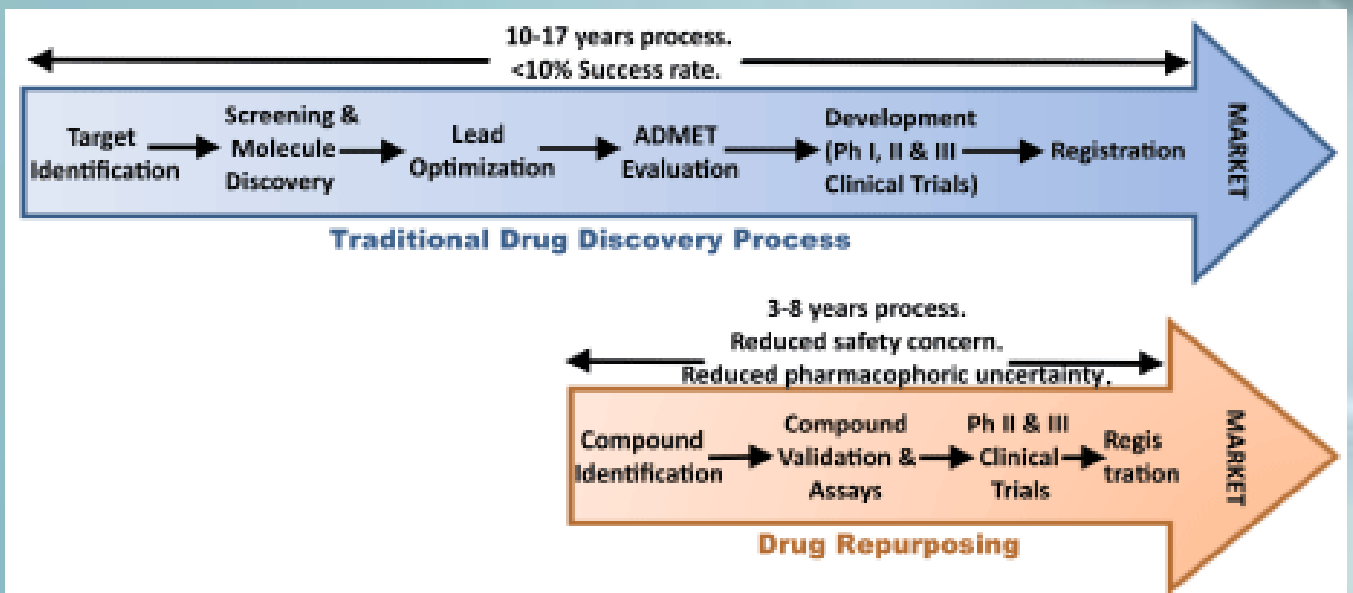 10-17 years process.
<10% Success rate.
Target
Identification
Screening &
Molecule
Discovery
Lead
Optimization
ADMET
Evaluation
Development
(Ph I, II & III
Clinical Trials)
Registration
MARKET
Traditional Drug Discovery Process
3-8 years process.
Reduced safety concern.
Reduced pharmacophoric uncertainty.
Compound
Identification
Compound
Validation &
Assays
Ph II & III
Clinical
Trials
Regis
tration
MARKET
Drug Repurposing